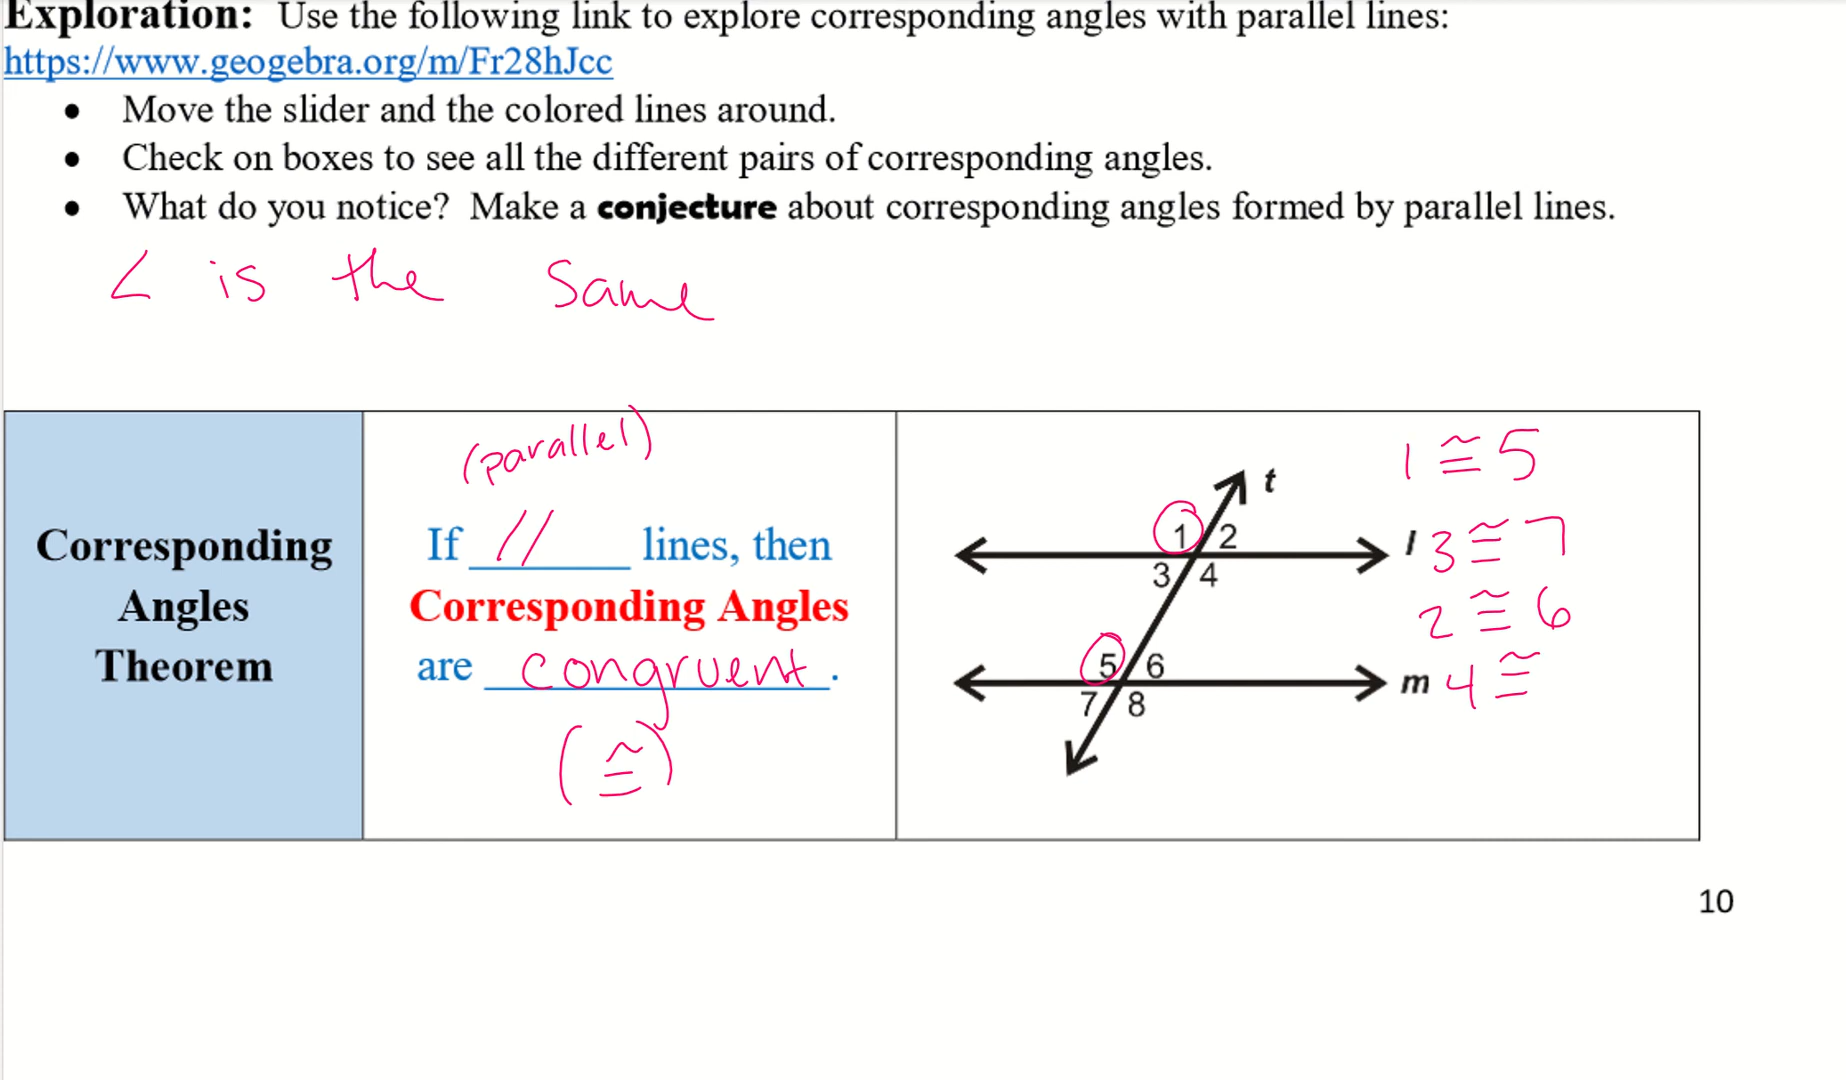 Exploration: Use the following link to explore corresponding angles with parallel lines:
https://www.geogebra.org/m/Fr28hJcc
• Move the slider and the colored lines around.
• Check on boxes to see all the different pairs of corresponding angles.
• What do you notice? Make a conjecture about corresponding angles formed by parallel lines.
∠ is the same
Corresponding
Angles
Theorem
(parallel)
If // lines, then
Corresponding Angles
are congruent.
(≅)
t
1 2
l
3 4
5 6
m
7 8
1 ≅ 5
3 ≅ 7
2 ≅ 6
4 ≅
10